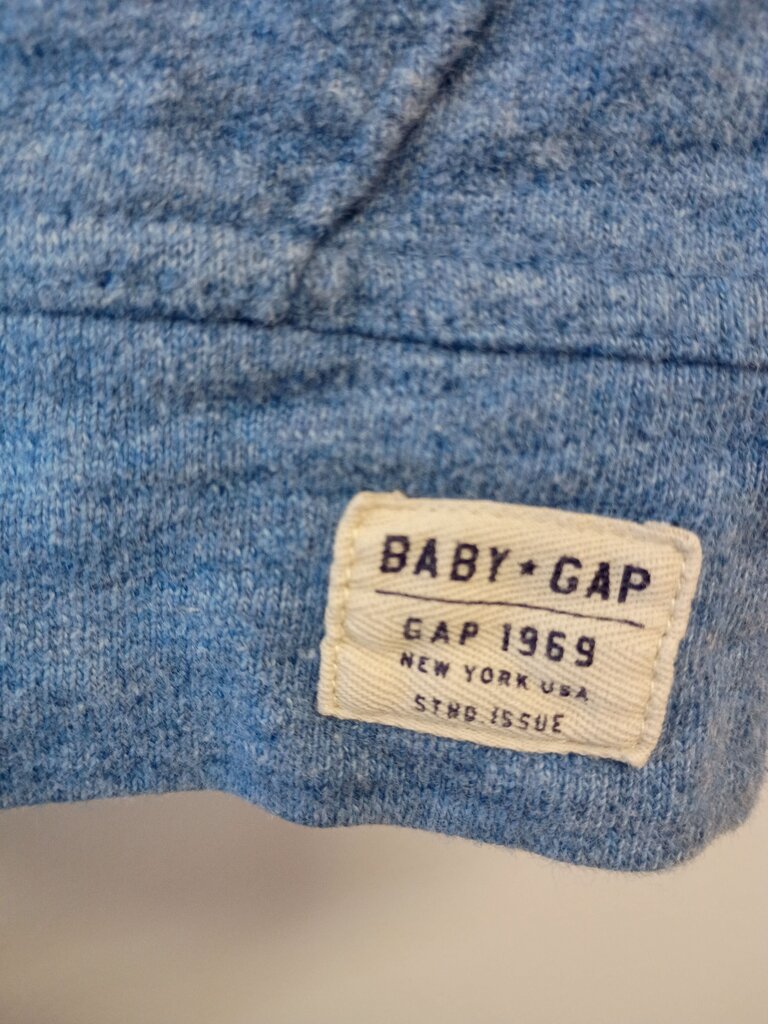 BABY★GAP
GAP 1969
NEW YORK USA
STND. ISSUE